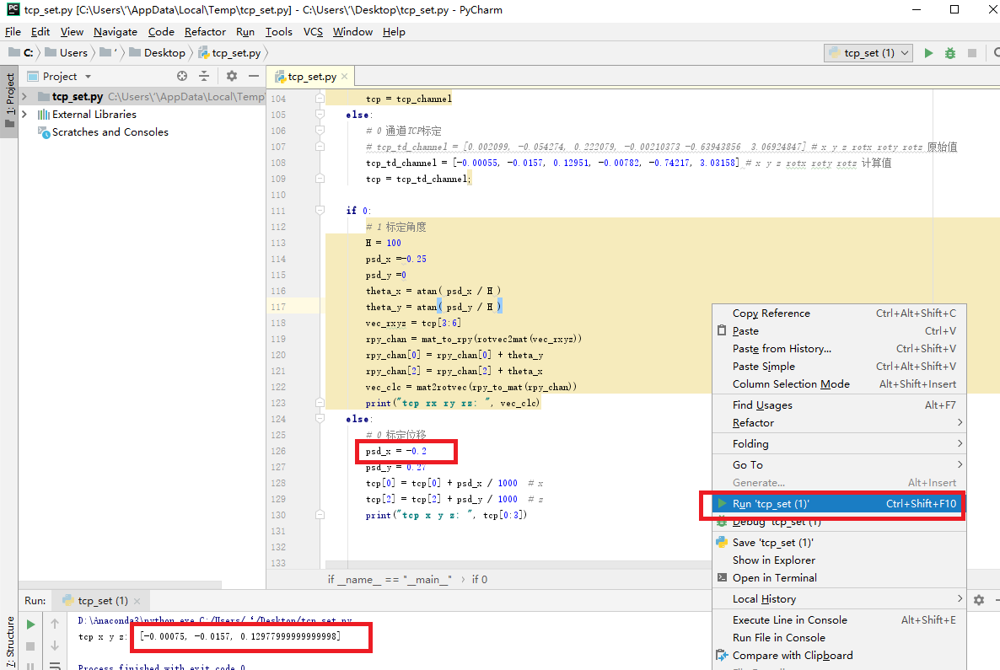 tcp_set.py [C:\Users\'\AppData\Local\Temp\tcp_set.py] - C:\Users\'\Desktop\tcp_set.py - PyCharm
File Edit View Navigate Code Refactor Run Tools VCS Window Help
C: Users ' Desktop tcp_set.py tcp_set (1)
Project
tcp_set.py
1: Project
tcp_set.py C:\Users\'\AppData\Local\Temp
External Libraries
Scratches and Consoles
104 tcp = tcp_channel
105 else:
106 # 0 通道TCP标定
107 # tcp_td_channel = [0.002099, -0.054274, 0.222079, -0.00210373 -0.63943856 3.06924847] # x y z rotx roty rotz 原始值
108 tcp_td_channel = [-0.00055, -0.0157, 0.12951, -0.00782, -0.74217, 3.03158] # x y z rotx roty rotz 计算值
109 tcp = tcp_td_channel;
110
111 if 0:
112 # 1 标定角度
113 H = 100
114 psd_x =-0.25
115 psd_y =0
116 theta_x = atan( psd_x / H )
117 theta_y = atan( psd_y / H )
118 vec_rxyz = tcp[3:6]
119 rpy_chan = mat_to_rpy(rotvec2mat(vec_rxyz))
120 rpy_chan[0] = rpy_chan[0] + theta_y
121 rpy_chan[2] = rpy_chan[2] + theta_x
122 vec_clc = mat2rotvec(rpy_to_mat(rpy_chan))
123 print("tcp rx ry rz: ", vec_clc)
124 else:
125 # 0 标定位移
126 psd_x = -0.2
127 psd_y = 0.27
128 tcp[0] = tcp[0] + psd_x / 1000 # x
129 tcp[2] = tcp[2] + psd_y / 1000 # z
130 print("tcp x y z: ", tcp[0:3])
131
132
133
if __name__ == "__main__" › if 0
Copy Reference Ctrl+Alt+Shift+C
Paste Ctrl+V
Paste from History... Ctrl+Shift+V
Paste Simple Ctrl+Alt+Shift+V
Column Selection Mode Alt+Shift+Insert
Find Usages Alt+F7
Refactor
Folding
Go To
Generate... Alt+Insert
Run 'tcp_set (1)' Ctrl+Shift+F10
Debug 'tcp_set (1)'
Save 'tcp_set (1)'
Show in Explorer
Open in Terminal
Local History
Execute Line in Console Alt+Shift+E
Run File in Console
Compare with Clipboard
Run: tcp_set (1)
Z: Structure
D:\Anaconda3\python.exe C:/Users/'/Desktop/tcp_set.py
tcp x y z: [-0.00075, -0.0157, 0.12977999999999998]
Process finished with exit code 0